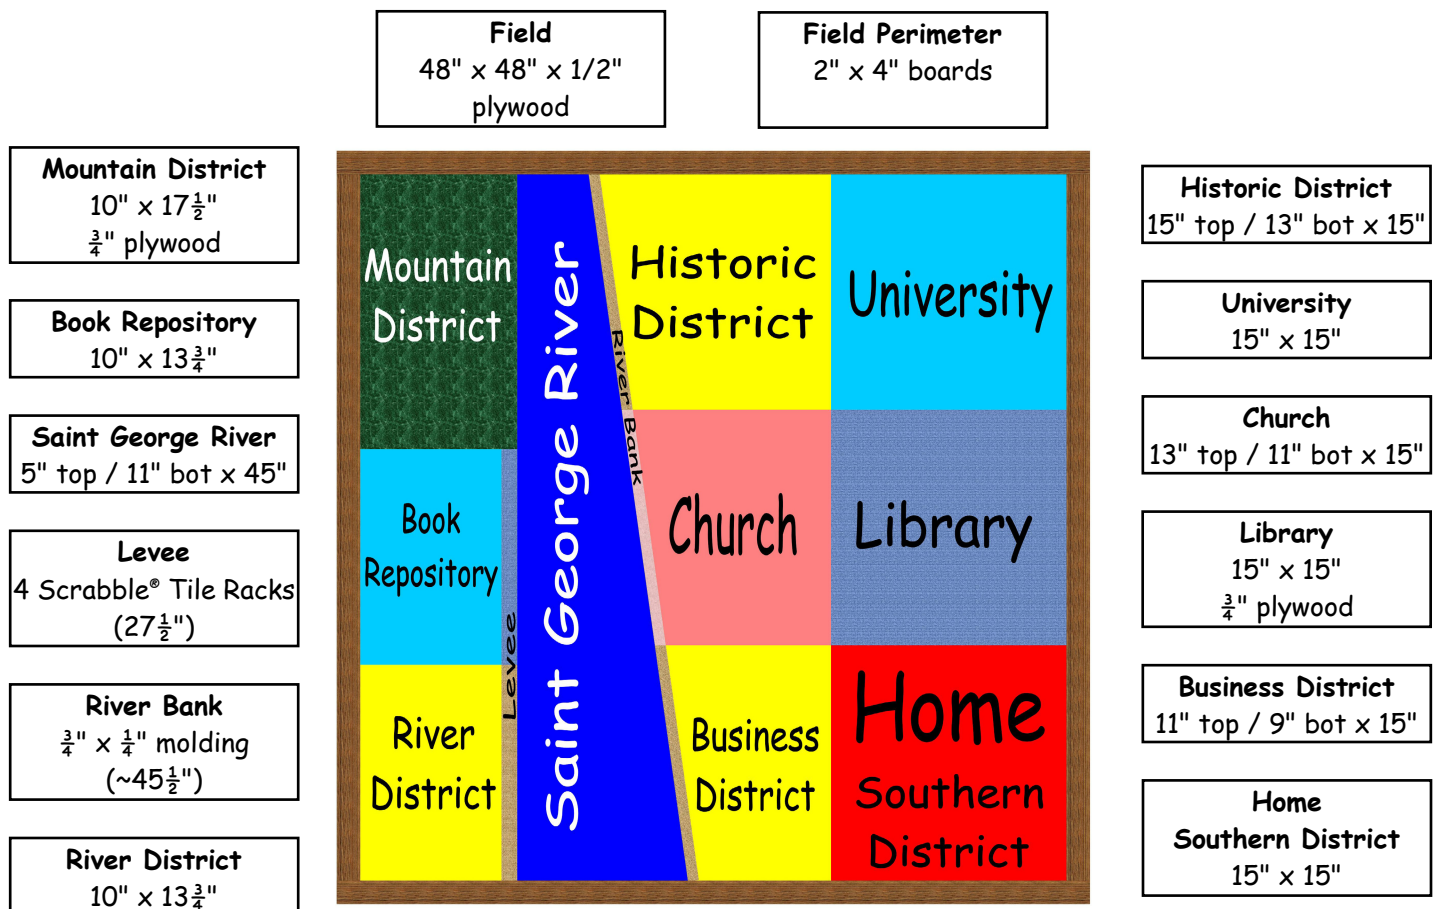 Field
48" x 48" x 1/2"
plywood
Field Perimeter
2" x 4" boards
Mountain District
10" x 17½"
¾" plywood
Book Repository
10" x 13¾"
Saint George River
5" top / 11" bot x 45"
Levee
4 Scrabble® Tile Racks
(27½")
River Bank
¾" x ¼" molding
(~45½")
River District
10" x 13¾"
Mountain
District
Book
Repository
Levee
River
District
Saint George River
River Bank
Historic
District
University
Church
Library
Business
District
Home
Southern
District
Historic District
15" top / 13" bot x 15"
University
15" x 15"
Church
13" top / 11" bot x 15"
Library
15" x 15"
¾" plywood
Business District
11" top / 9" bot x 15"
Home
Southern District
15" x 15"